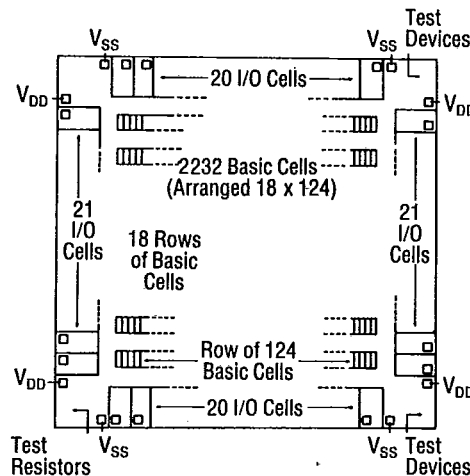 Test
Devices
VSS
VSS
20 I/O Cells
VDD
VDD
2232 Basic Cells
(Arranged 18 x 124)
21
I/O
Cells
21
I/O
Cells
18 Rows
of Basic
Cells
Row of 124
Basic Cells
VDD
VDD
20 I/O Cells
Test
Resistors
VSS
VSS
Test
Devices